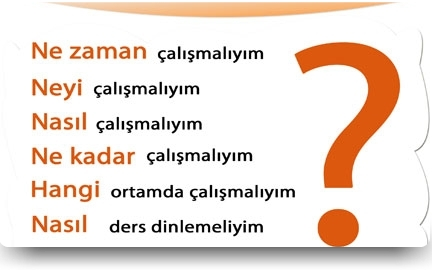 Ne zaman çalışmalıyım
Neyi çalışmalıyım
Nasıl çalışmalıyım
Ne kadar çalışmalıyım
Hangi ortamda çalışmalıyım
Nasıl ders dinlemeliyim
?